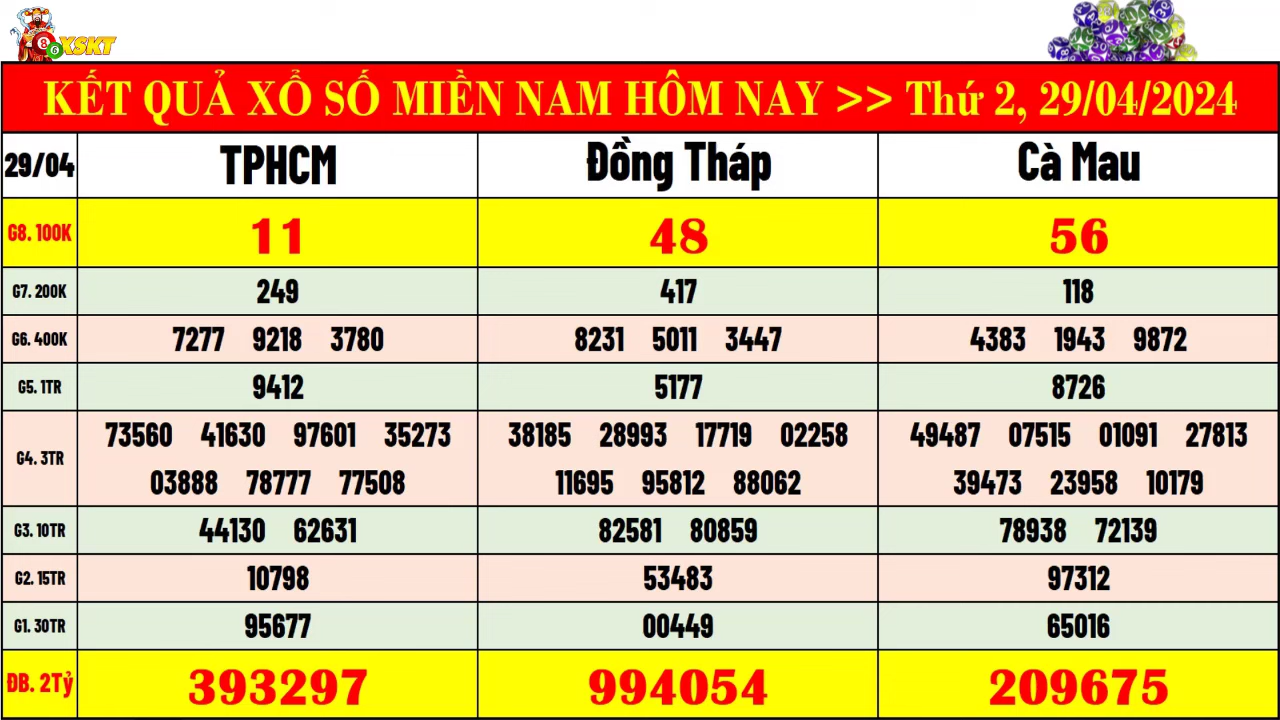 XSKT
KẾT QUẢ XỔ SỐ MIỀN NAM HÔM NAY >> Thứ 2, 29/04/2024
29/04 TPHCM Đồng Tháp Cà Mau
G8. 100K 11 48 56
G7. 200K 249 417 118
G6. 400K 7277 9218 3780 8231 5011 3447 4383 1943 9872
G5. 1TR 9412 5177 8726
73560 41630 97601 35273 38185 28993 17719 02258 49487 07515 01091 27813
G4. 3TR
03888 78777 77508 11695 95812 88062 39473 23958 10179
G3. 10TR 44130 62631 82581 80859 78938 72139
G2. 15TR 10798 53483 97312
G1. 30TR 95677 00449 65016
ĐB. 2Tỷ 393297 994054 209675